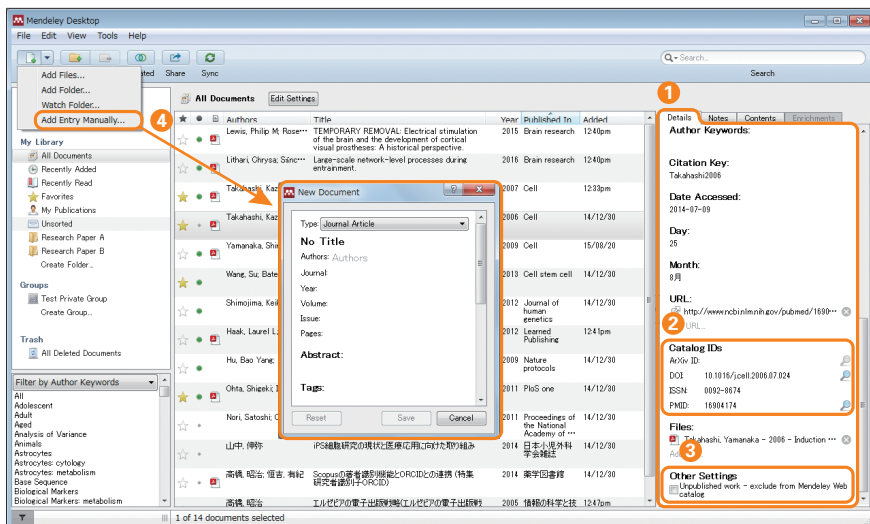 Mendeley Desktop
File Edit View Tools Help
Share Sync
Search...
Search
Add Files...
Add Folder...
Watch Folder...
Add Entry Manually...
4
My Library
All Documents
Recently Added
Recently Read
Favorites
My Publications
Unsorted
Research Paper A
Research Paper B
Create Folder...
Groups
Test Private Group
Create Group...
Trash
All Deleted Documents
Filter by Author Keywords
All
Adolescent
Adult
Aged
Analysis of Variance
Animals
Astrocytes
Astrocytes: cytology
Astrocytes: metabolism
Base Sequence
Biological Markers
Biological Markers: metabolism
All Documents Edit Settings
Authors Title Year Published In Added
Lewis, Philip M; Rose… TEMPORARY REMOVAL: Electrical stimulation of the brain and the development of cortical visual prostheses: A historical perspective. 2015 Brain research 12:40pm
Lithari, Chrysa; Sánc… Large-scale network-level processes during entrainment. 2016 Brain research 12:40pm
Takahashi, Kaz 2007 Cell 12:33pm
Takahashi, Kaz 2006 Cell 14/12/30
Yamanaka, Shin 2009 Cell 15/08/20
Wang, Su; Bate 2013 Cell stem cell 14/12/30
Shimojima, Keik 2012 Journal of human genetics 14/12/30
Haak, Laurel L; 2012 Learned Publishing 12:41pm
Hu, Bao Yang; 2009 Nature protocols 14/12/30
Ohta, Shigeki; 2011 PloS one 14/12/30
Nori, Satoshi; 2011 Proceedings of the National Academy of … 14/12/30
山中, 伸弥 iPS細胞研究の現状と医療応用に向けた取り組み 2014 日本小児外科学会雑誌 14/12/30
高橋, 昭治; 恒吉, 有紀 Scopusの著者識別機能とORCIDとの連携 (特集 研究者識別子ORCID) 2014 薬学図書館 14/12/30
高橋, 昭治 エルゼビアの電子出版戦略(エルゼビアの電子出版戦 2005 情報の科学と技 12:47pm
New Document
Type: Journal Article
No Title
Authors: Authors
Journal:
Year:
Volume:
Issue:
Pages:
Abstract:
Tags:
Reset Save Cancel
1
Details Notes Contents Enrichments
Author Keywords:
Citation Key:
Takahashi2006
Date Accessed:
2014-07-09
Day:
25
Month:
8月
URL:
http://www.ncbi.nlm.nih.gov/pubmed/1690…
URL...
2
Catalog IDs
ArXiv ID:
DOI: 10.1016/j.cell.2006.07.024
ISSN: 0092-8674
PMID: 16904174
Files:
Takahashi, Yamanaka - 2006 - Induction …
3
Other Settings
Unpublished work - exclude from Mendeley Web catalog
1 of 14 documents selected